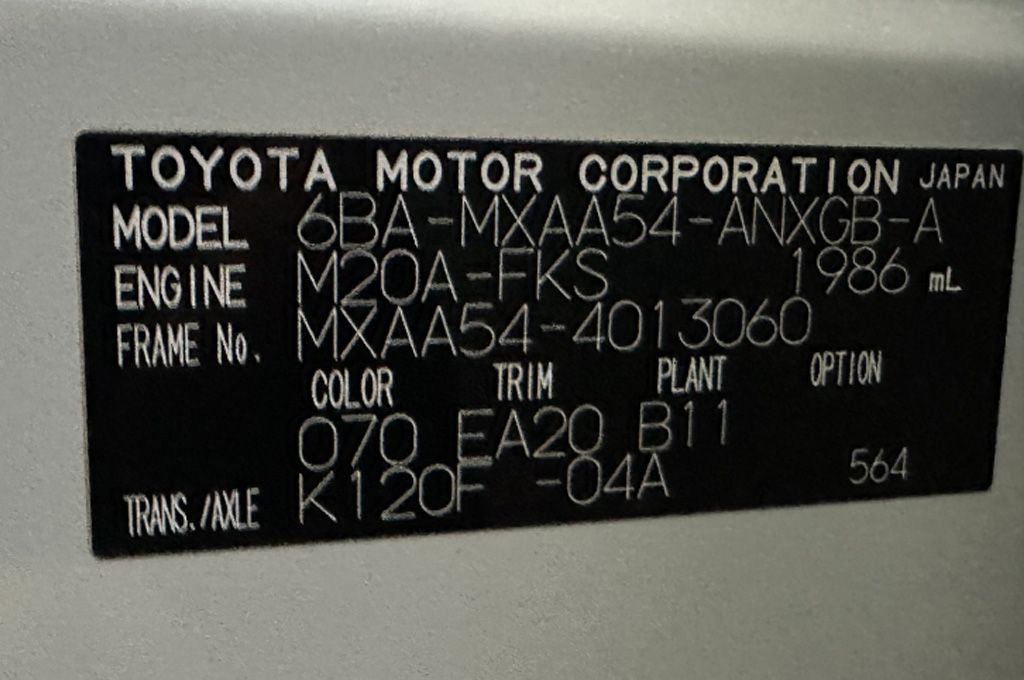 TOYOTA MOTOR CORPORATION JAPAN
MODEL 6BA-MXAA54-ANXGB-A
ENGINE M20A-FKS 1986 mL
FRAME No. MXAA54-4013060
COLOR TRIM PLANT OPTION
070 EA20 B11
TRANS./AXLE K120F -04A 564